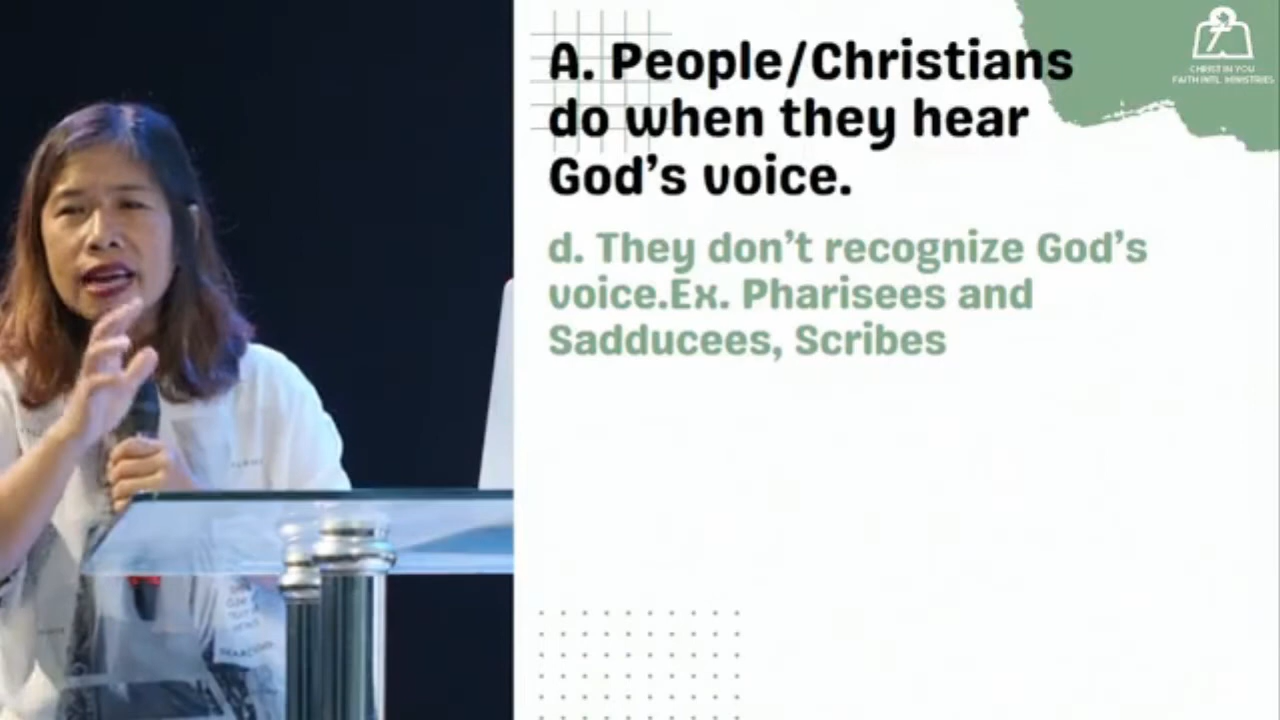 A. People/Christians
do when they hear
God's voice.
d. They don't recognize God's
voice.Ex. Pharisees and
Sadducees, Scribes
CHRIST IN YOU
FAITH INTL. MINISTRIES